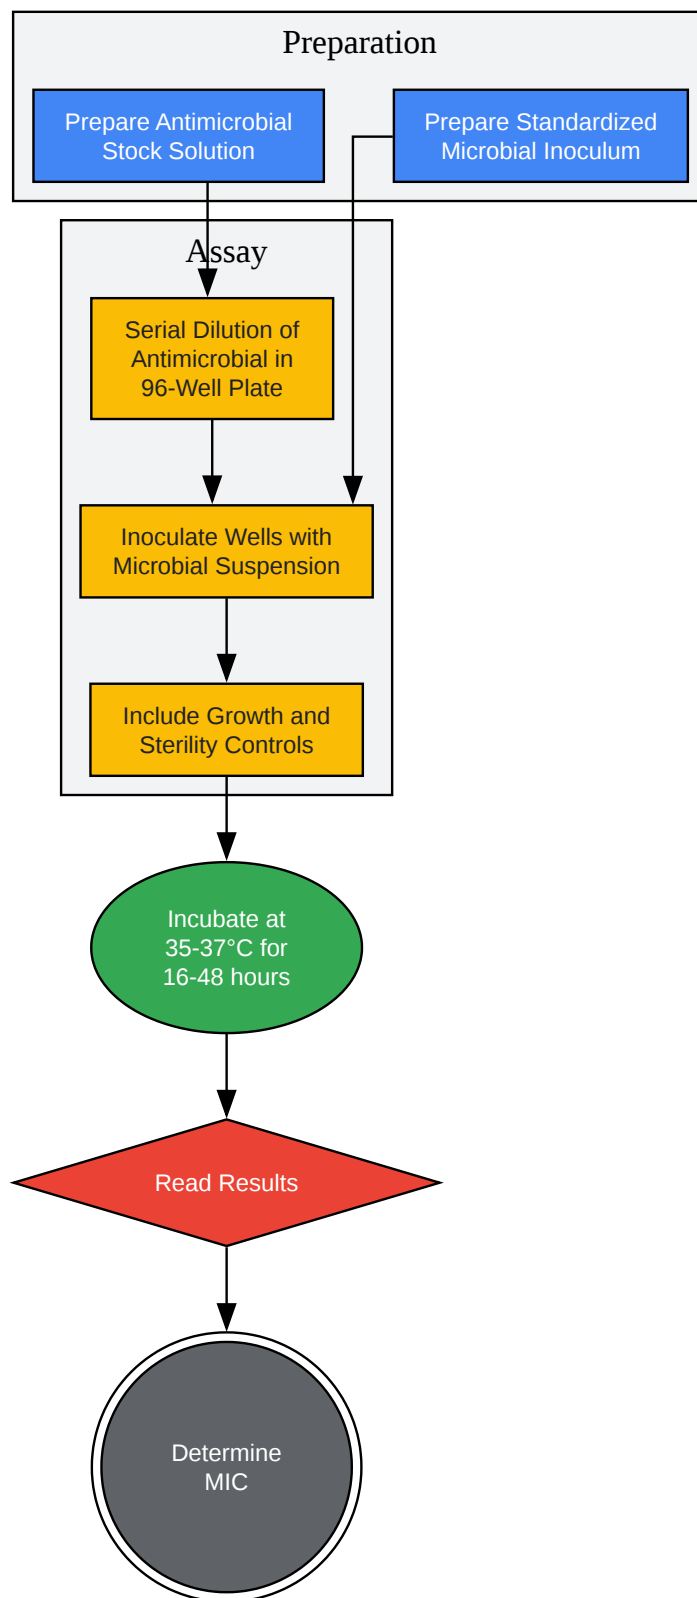 Preparation
Prepare Antimicrobial
Stock Solution
Prepare Standardized
Microbial Inoculum
Assay
Serial Dilution of
Antimicrobial in
96-Well Plate
Inoculate Wells with
Microbial Suspension
Include Growth and
Sterility Controls
Incubate at
35-37°C for
16-48 hours
Read Results
Determine
MIC